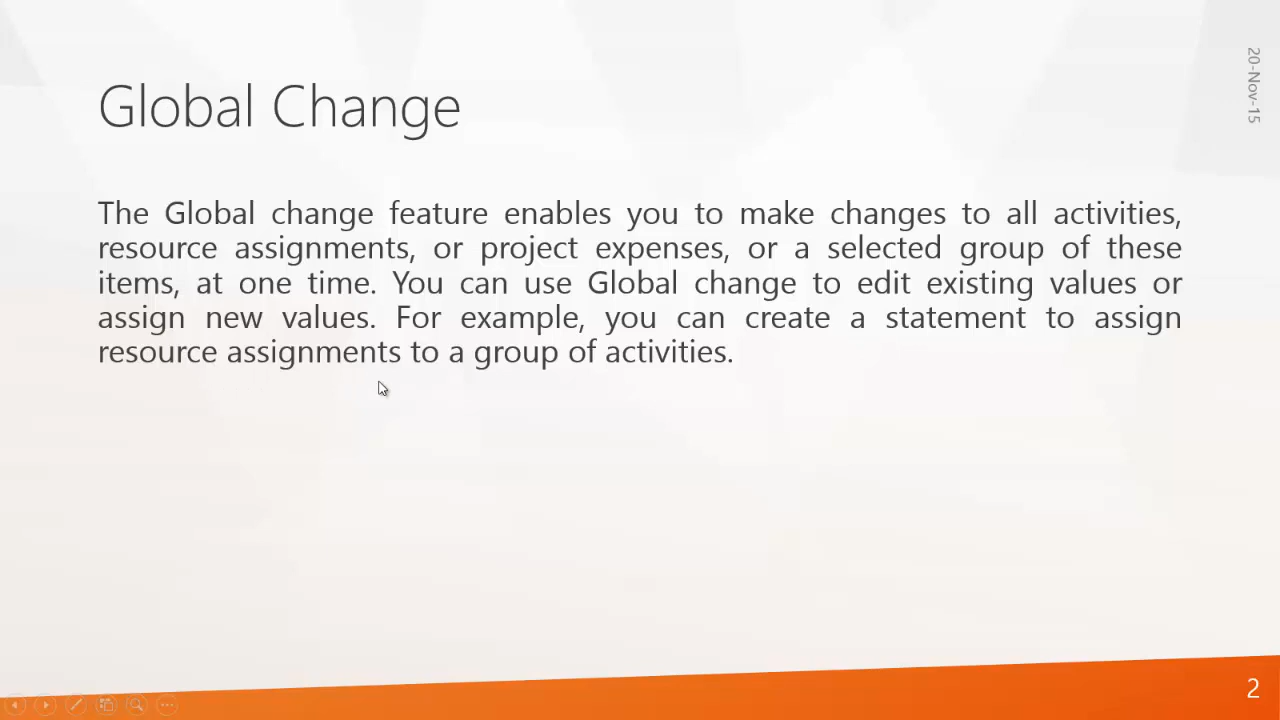 20-Nov-15
Global Change
The Global change feature enables you to make changes to all activities,
resource assignments, or project expenses, or a selected group of these
items, at one time. You can use Global change to edit existing values or
assign new values. For example, you can create a statement to assign
resource assignments to a group of activities.
2